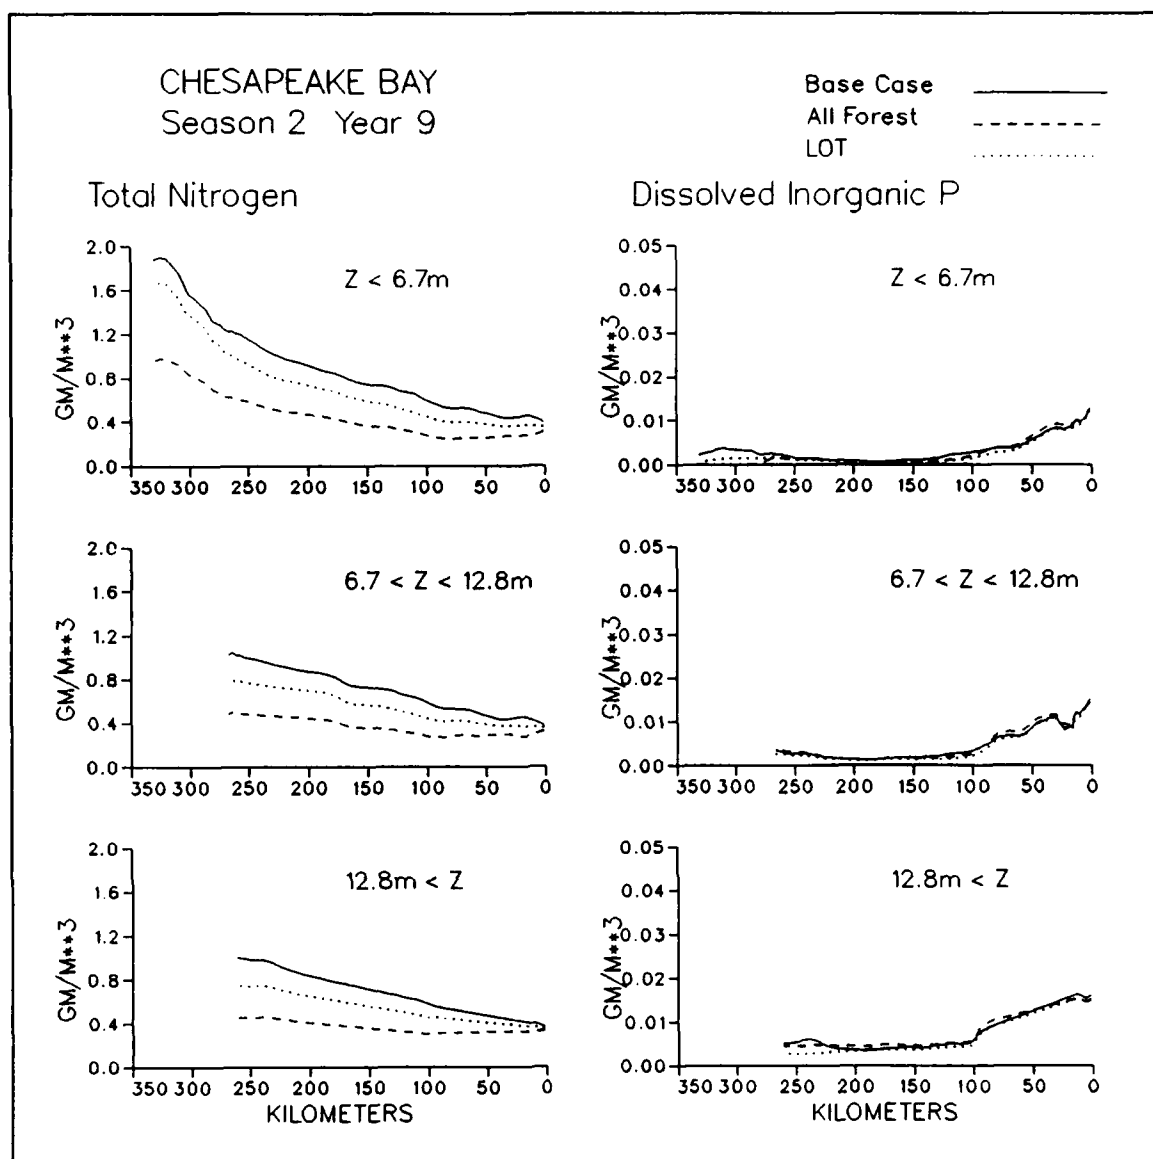 CHESAPEAKE BAY
Season 2 Year 9
Base Case
All Forest
LOT
Total Nitrogen
Dissolved Inorganic P
Z < 6.7m
2.0
1.6
1.2
0.8
0.4
0.0
GM/M**3
350 300 250 200 150 100 50 0
Z < 6.7m
0.05
0.04
0.03
0.02
0.01
0.00
GM/M**3
350 300 250 200 150 100 50 0
6.7 < Z < 12.8m
2.0
1.6
1.2
0.8
0.4
0.0
GM/M**3
350 300 250 200 150 100 50 0
6.7 < Z < 12.8m
0.05
0.04
0.03
0.02
0.01
0.00
GM/M**3
350 300 250 200 150 100 50 0
12.8m < Z
2.0
1.6
1.2
0.8
0.4
0.0
GM/M**3
350 300 250 200 150 100 50 0
KILOMETERS
12.8m < Z
0.05
0.04
0.03
0.02
0.01
0.00
GM/M**3
350 300 250 200 150 100 50 0
KILOMETERS